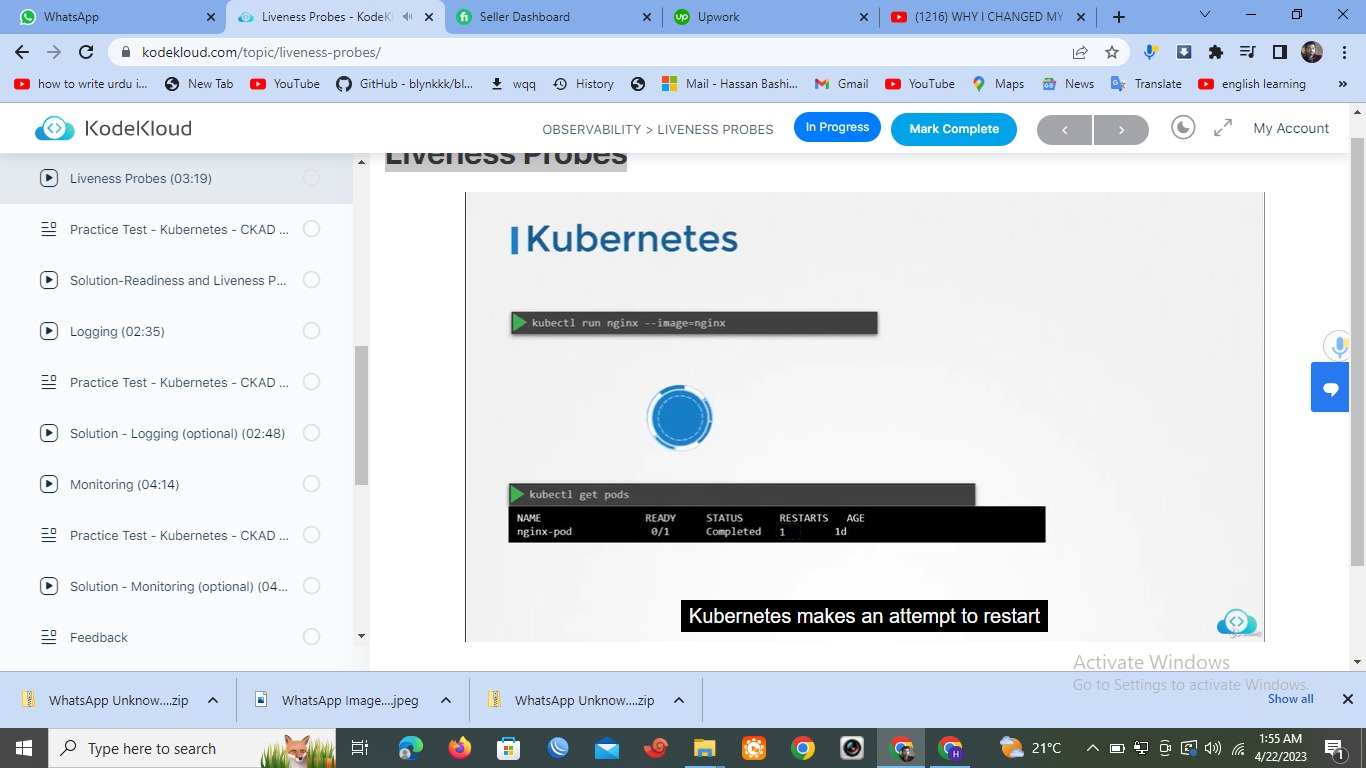 WhatsApp
Liveness Probes - KodeKl
Seller Dashboard
Upwork
(1216) WHY I CHANGED MY
kodekloud.com/topic/liveness-probes/
how to write urdu i...
New Tab
YouTube
GitHub - blynkkk/bl...
wqq
History
Mail - Hassan Bashi...
Gmail
YouTube
Maps
News
Translate
english learning
»
KodeKloud
OBSERVABILITY > LIVENESS PROBES
In Progress
Mark Complete
My Account
Liveness Probes (03:19)
Practice Test - Kubernetes - CKAD ...
Solution-Readiness and Liveness P...
Logging (02:35)
Practice Test - Kubernetes - CKAD ...
Solution - Logging (optional) (02:48)
Monitoring (04:14)
Practice Test - Kubernetes - CKAD ...
Solution - Monitoring (optional) (04...
Feedback
Liveness Probes
Kubernetes
kubectl run nginx --image=nginx
kubectl get pods
NAME READY STATUS RESTARTS AGE
nginx-pod 0/1 Completed 1 1d
Kubernetes makes an attempt to restart
Activate Windows
Go to Settings to activate Windows.
WhatsApp Unknow....zip
WhatsApp Image....jpeg
WhatsApp Unknow....zip
Show all
Type here to search
21°C
1:55 AM
4/22/2023
1